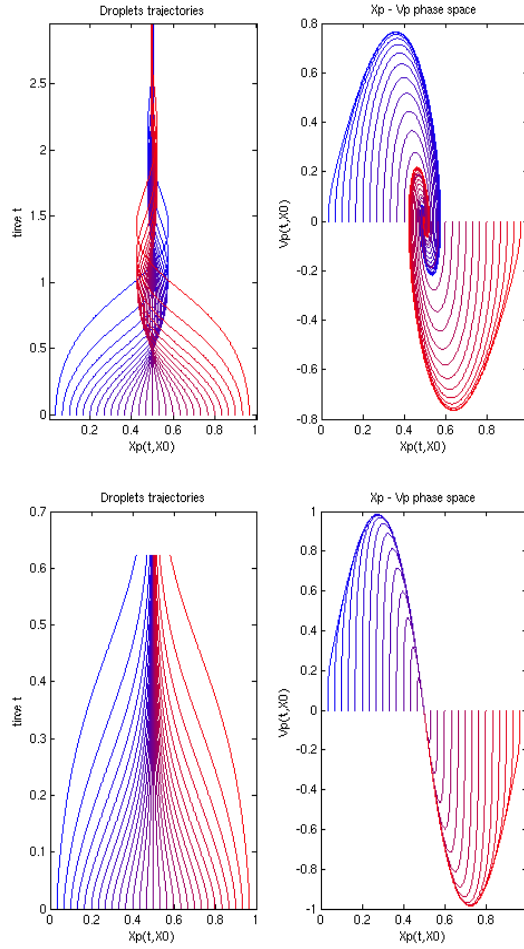 Droplets trajectories
Xp - Vp phase space
2.5
2
1.5
1
0.5
0
time t
0.2 0.4 0.6 0.8 1
Xp(t,X0)
0.8
0.6
0.4
0.2
0
-0.2
-0.4
-0.6
-0.8
Vp(t,X0)
0 0.2 0.4 0.6 0.8
Xp(t,X0)
Droplets trajectories
Xp - Vp phase space
0.7
0.6
0.5
0.4
0.3
0.2
0.1
0
time t
0 0.2 0.4 0.6 0.8 1
Xp(t,X0)
1
0.8
0.6
0.4
0.2
0
-0.2
-0.4
-0.6
-0.8
-1
Vp(t,X0)
0 0.2 0.4 0.6 0.8
Xp(t,X0)